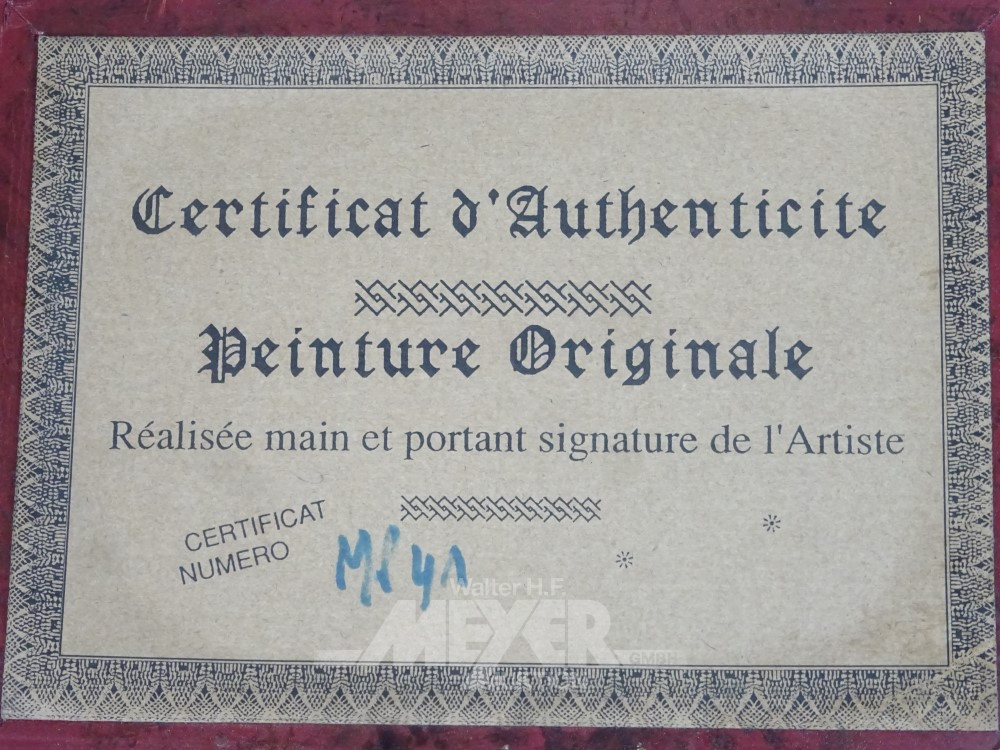 Certificat d'Authenticite
Peinture Originale
Réalisée main et portant signature de l'Artiste
CERTIFICAT
NUMERO
Walter H.F.
MEYER
GMBH